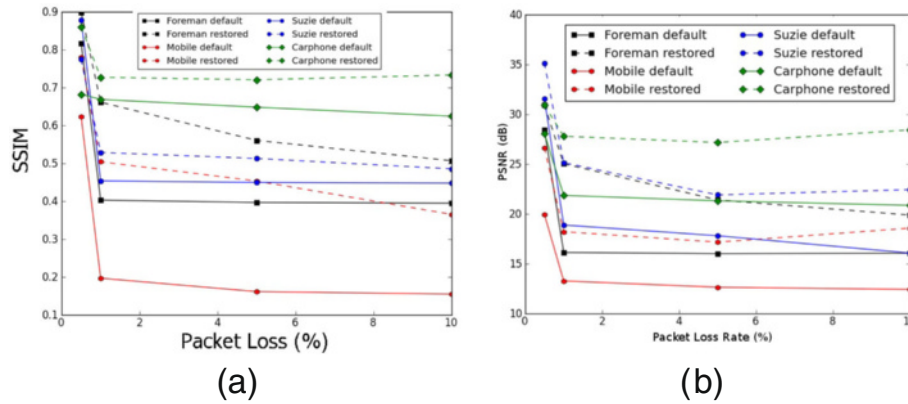 0.9
0.8
0.7
0.6
0.5
0.4
0.3
0.2
0.1
SSIM
Foreman default
Foreman restored
Mobile default
Mobile restored
Suzie default
Suzie restored
Carphone default
Carphone restored
2 4 6 8 10
Packet Loss (%)
(a)
40
35
30
25
20
15
10
PSNR (dB)
Foreman default
Foreman restored
Mobile default
Mobile restored
Suzie default
Suzie restored
Carphone default
Carphone restored
2 4 6 8 10
Packet Loss Rate (%)
(b)